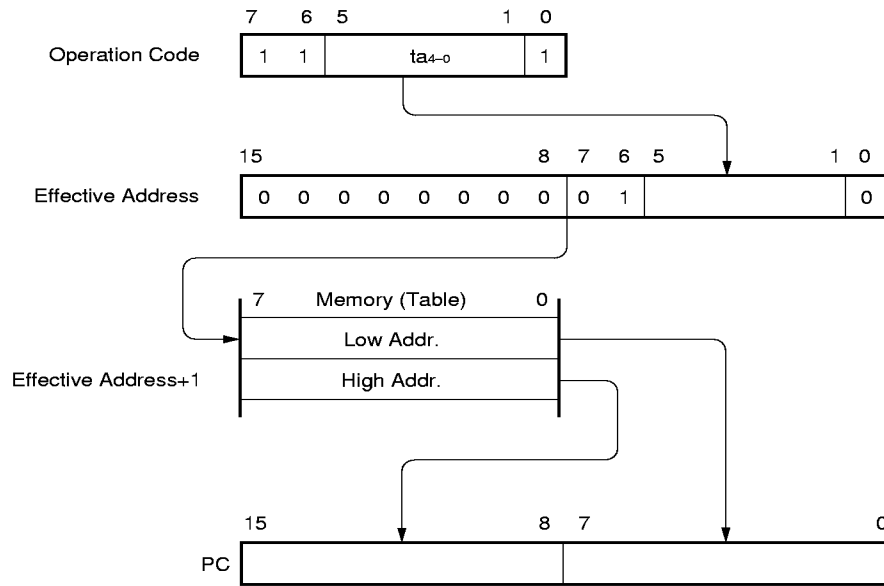 7 6 5 1 0
Operation Code 1 1 ta4–0 1
15 8 7 6 5 1 0
Effective Address 0 0 0 0 0 0 0 0 0 1 0
7 Memory (Table) 0
Low Addr.
Effective Address+1 High Addr.
15 8 7 0
PC